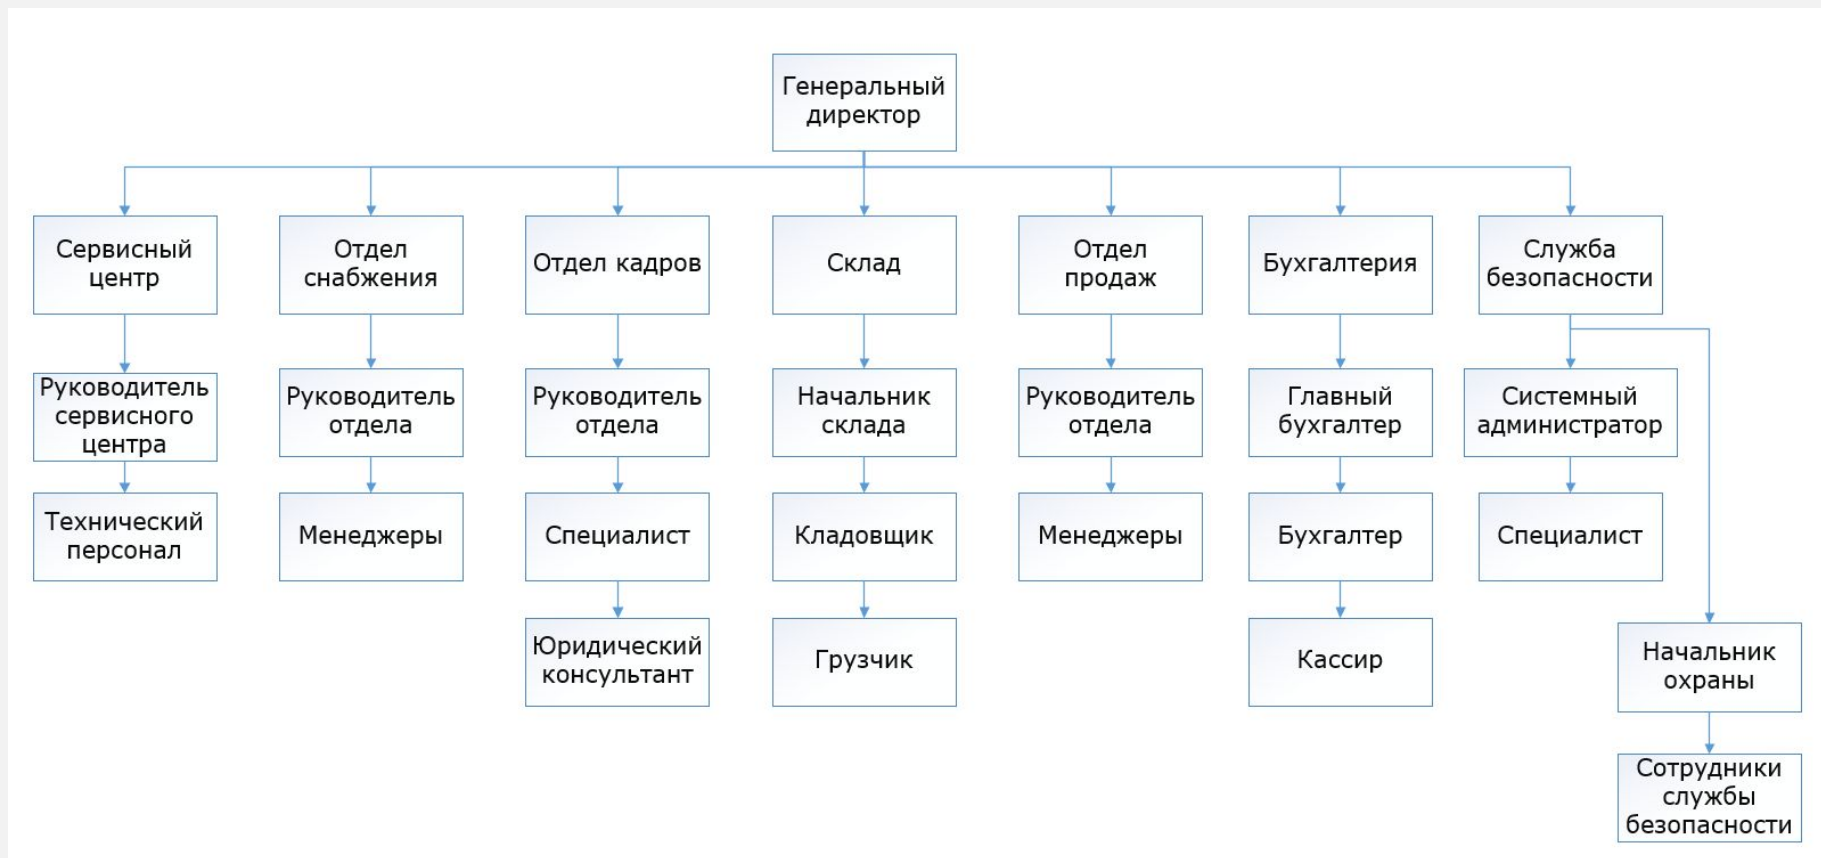 Генеральный
директор
Сервисный
центр
Отдел
снабжения
Отдел кадров
Склад
Отдел
продаж
Бухгалтерия
Служба
безопасности
Руководитель
сервисного
центра
Руководитель
отдела
Руководитель
отдела
Начальник
склада
Руководитель
отдела
Главный
бухгалтер
Системный
администратор
Технический
персонал
Менеджеры
Специалист
Кладовщик
Менеджеры
Бухгалтер
Специалист
Юридический
консультант
Грузчик
Кассир
Начальник
охраны
Сотрудники
службы
безопасности